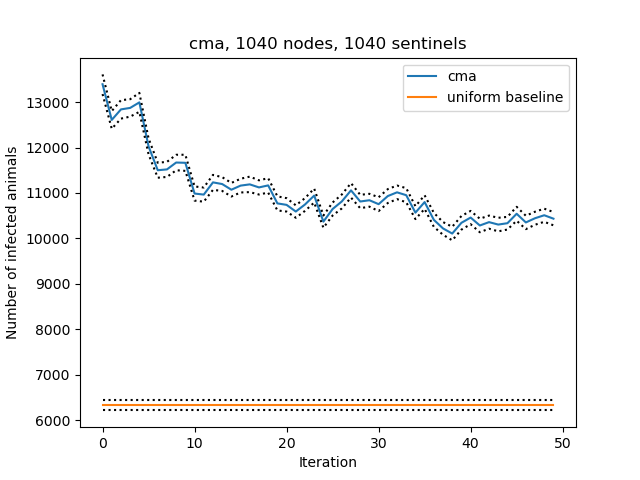 cma, 1040 nodes, 1040 sentinels
cma
uniform baseline
Number of infected animals
13000
12000
11000
10000
9000
8000
7000
6000
0
10
20
30
40
50
Iteration